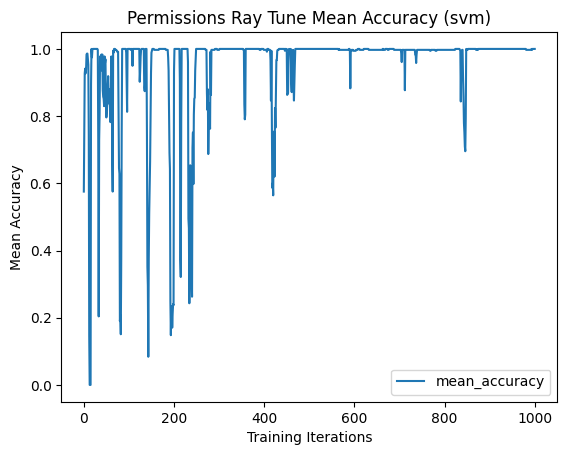 Permissions Ray Tune Mean Accuracy (svm)
1.0
0.8
0.6
0.4
0.2
0.0
Mean Accuracy
mean_accuracy
0 200 400 600 800 1000
Training Iterations